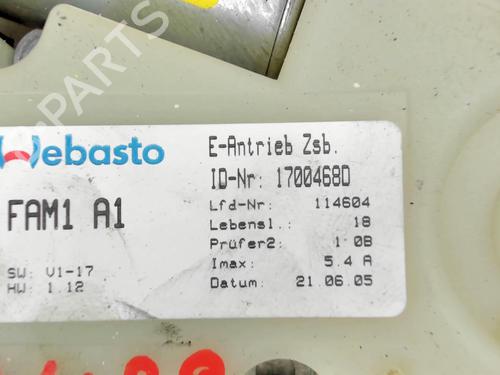 B-PARTS
Webasto
FAM1 A1
SW: V1-17
HW: 1.12
E-Antrieb Zsb.
ID-Nr: 1700468D
Lfd-Nr: 114604
Lebensl.: 18
Prüfer2: 1 0B
Imax: 5.4 A
Datum: 21.06.05